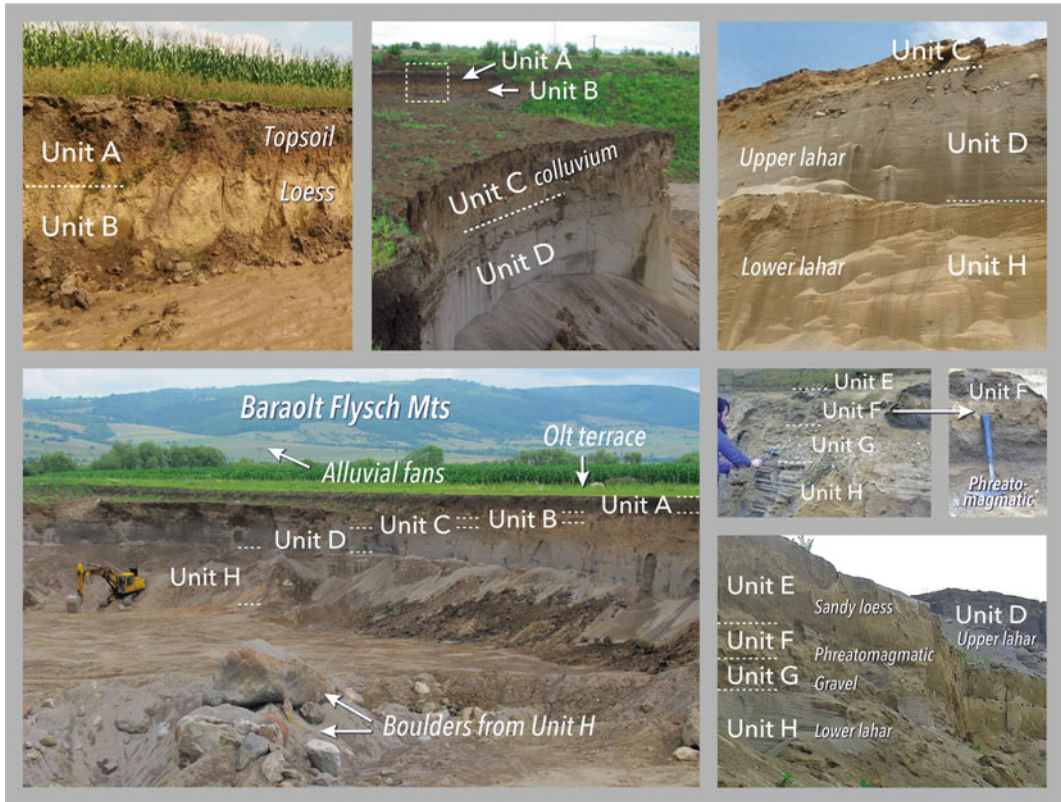 Unit A
Topsoil
Loess
Unit B
Unit A
Unit B
Unit C colluvium
Unit D
Unit C
Upper lahar
Unit D
Lower lahar
Unit H
Baraolt Flysch Mts
Alluvial fans
Olt terrace
Unit A
Unit B
Unit C
Unit D
Unit H
Boulders from Unit H
Unit E
Unit F
Unit G
Unit H
Unit F
Phreato-
magmatic
Unit E
Sandy loess
Unit D
Upper lahar
Unit F
Phreatomagmatic
Unit G
Gravel
Unit H
Lower lahar